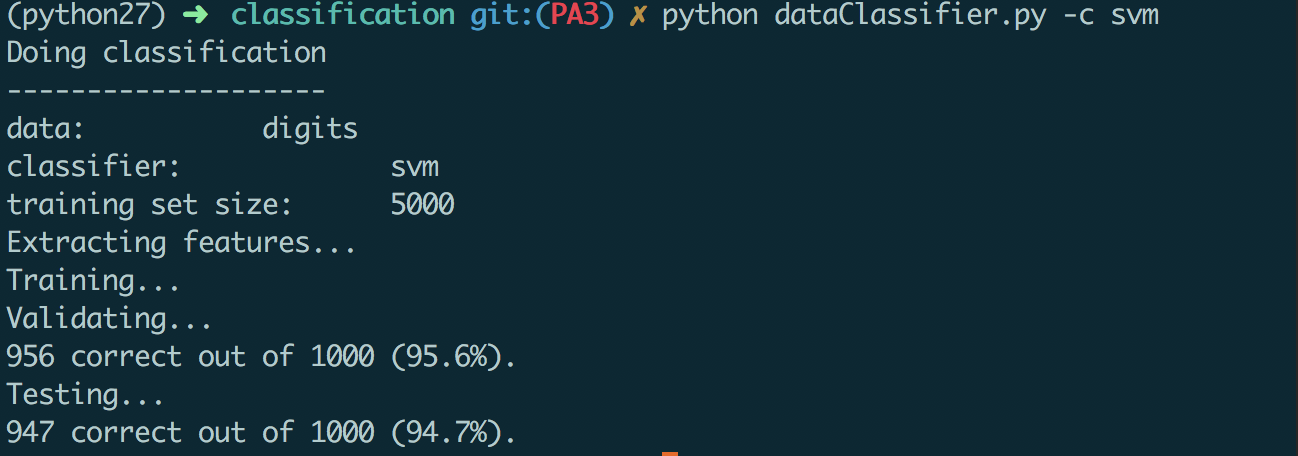 (python27) ➜ classification git:(PA3) ✗ python dataClassifier.py -c svm
Doing classification
--------------------
data: digits
classifier: svm
training set size: 5000
Extracting features...
Training...
Validating...
956 correct out of 1000 (95.6%).
Testing...
947 correct out of 1000 (94.7%).